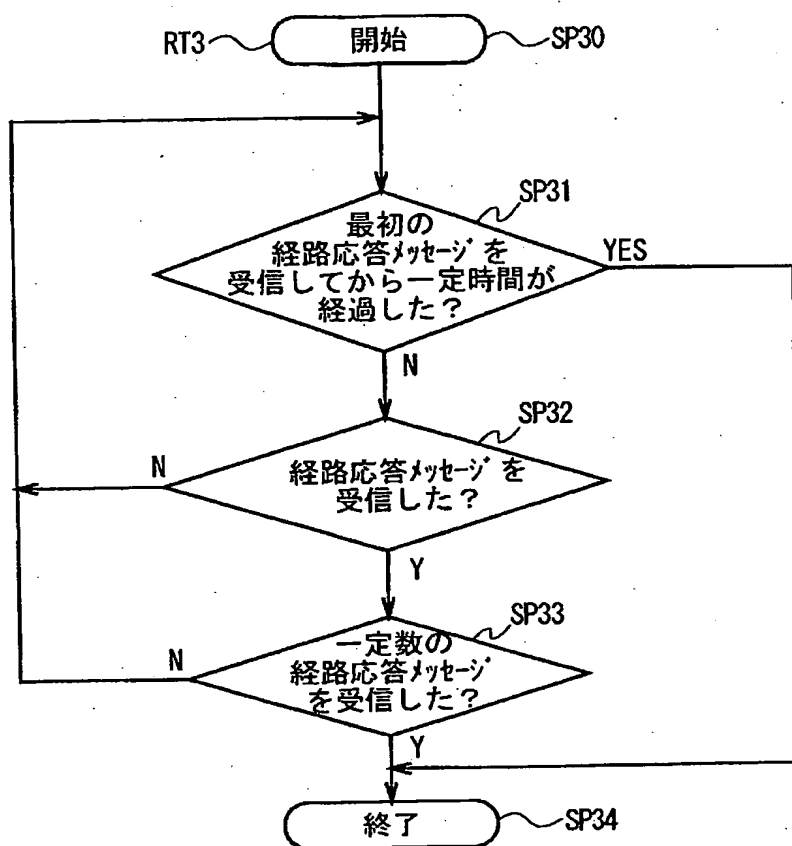 RT3
開始
SP30
SP31
最初の
経路応答メッセージを
受信してから一定時間が
経過した？
YES
N
SP32
経路応答メッセージを
受信した？
N
Y
SP33
一定数の
経路応答メッセージ
を受信した？
N
Y
終了
SP34